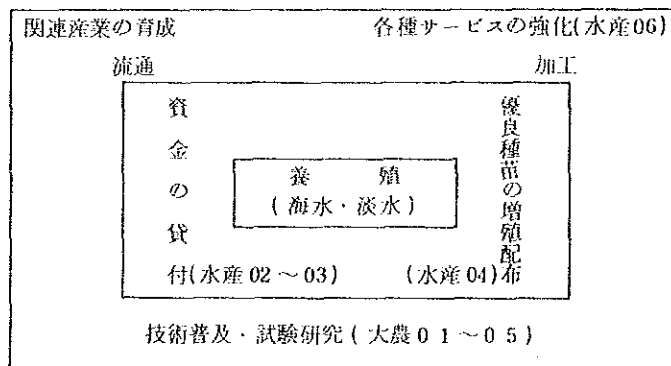 関連産業の育成 各種サービスの強化(水産06)
流通 加工
資金の貸付(水産02～03)
優良種苗の増殖配布(水産04)
養殖
(海水・淡水)
技術普及・試験研究(大農01～05)